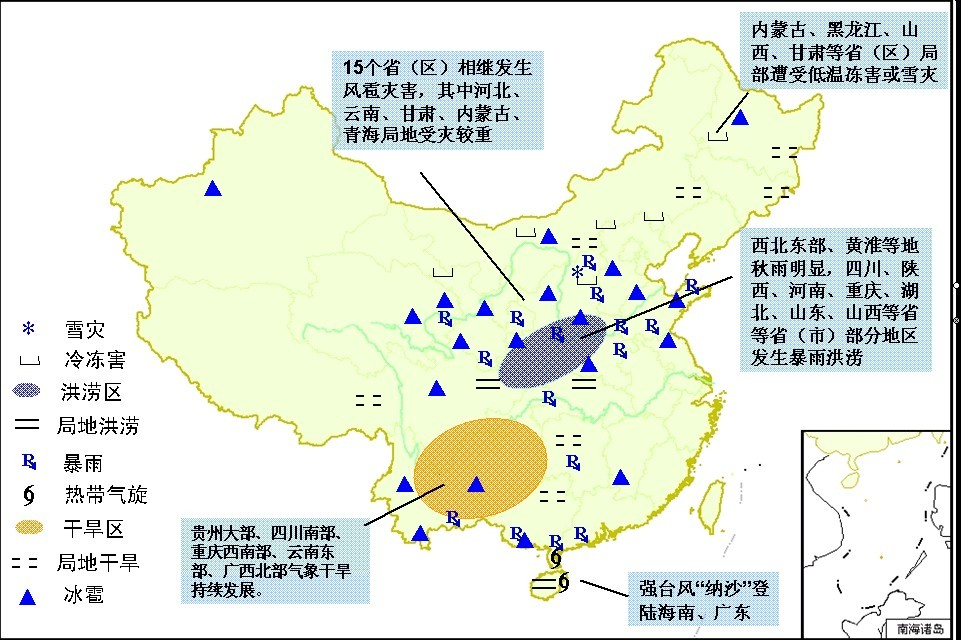 内蒙古、黑龙江、山
西、甘肃等省（区）局
部遭受低温冻害或雪灾
15个省（区）相继发生
风雹灾害，其中河北、
云南、甘肃、内蒙古、
青海局地受灾较重
西北东部、黄淮等地
秋雨明显，四川、陕
西、河南、重庆、湖
北、山东、山西等省
等省（市）部分地区
发生暴雨洪涝
雪灾
冷冻害
洪涝区
局地洪涝
暴雨
热带气旋
干旱区
局地干旱
冰雹
贵州大部、四川南部、
重庆西南部、云南东
部、广西北部气象干旱
持续发展。
强台风“纳沙”登
陆海南、广东
南海诸岛